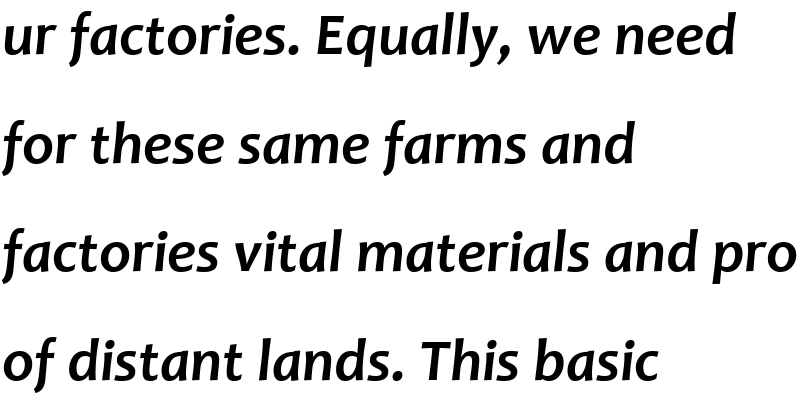 ur factories. Equally, we need
for these same farms and
factories vital materials and pro
of distant lands. This basic